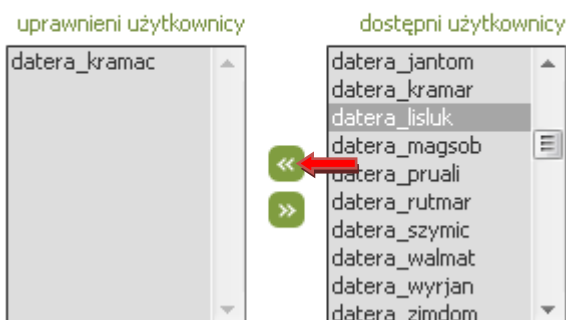 uprawnieni użytkownicy
datera_kramac
dostępni użytkownicy
datera_jantom
datera_kramar
datera_lisluk
datera_magsob
datera_pruali
datera_rutmar
datera_szymic
datera_walmat
datera_wyrjan
datera_zimdom